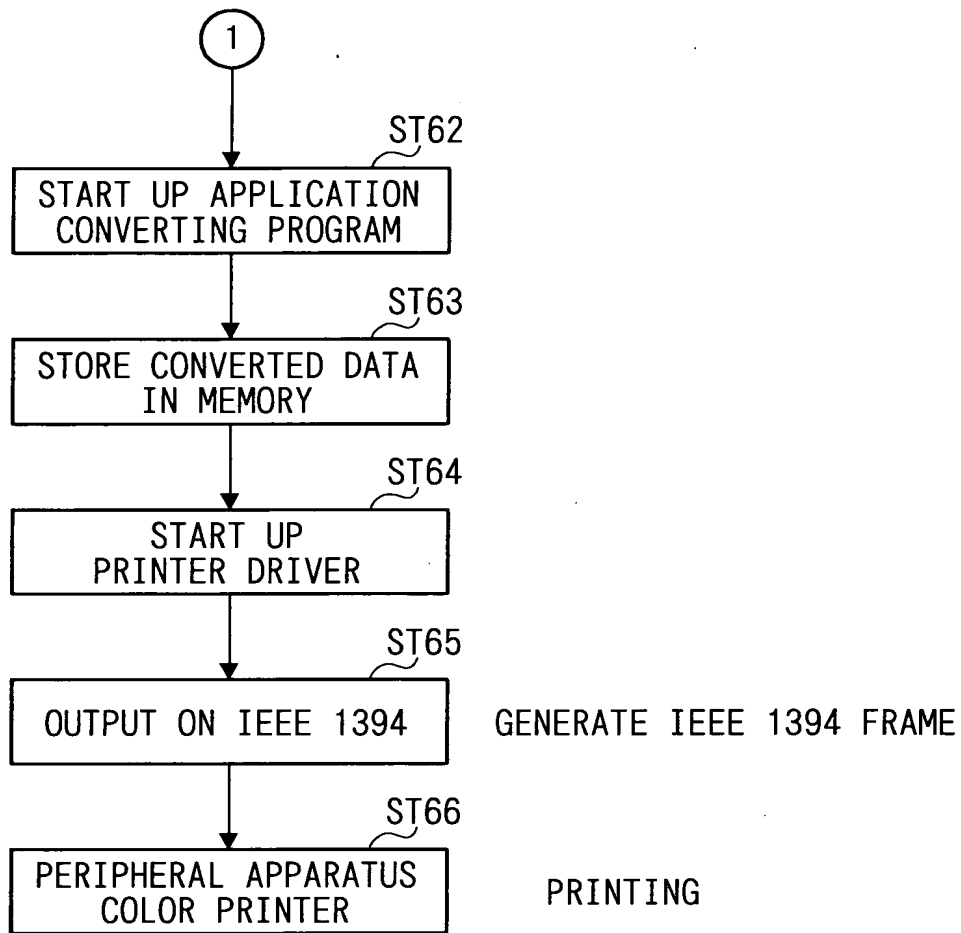 1
ST62
START UP APPLICATION
CONVERTING PROGRAM
ST63
STORE CONVERTED DATA
IN MEMORY
ST64
START UP
PRINTER DRIVER
ST65
OUTPUT ON IEEE 1394
GENERATE IEEE 1394 FRAME
ST66
PERIPHERAL APPARATUS
COLOR PRINTER
PRINTING